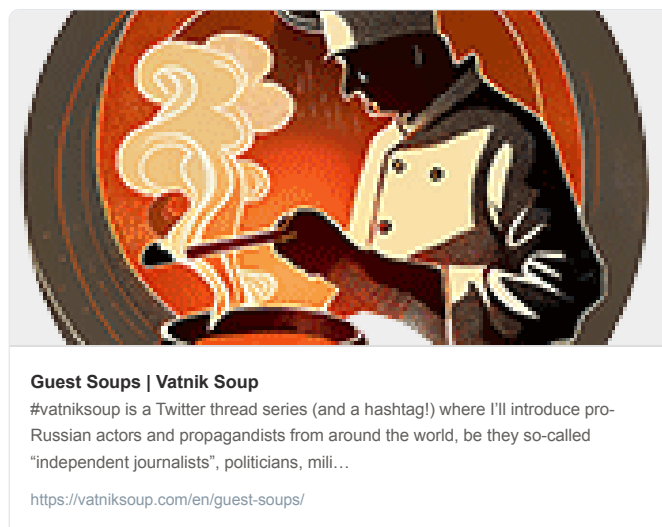 Guest Soups | Vatnik Soup
#vatniksoup is a Twitter thread series (and a hashtag!) where I’ll introduce pro-
Russian actors and propagandists from around the world, be they so-called
“independent journalists”, politicians, mili…
https://vatniksoup.com/en/guest-soups/